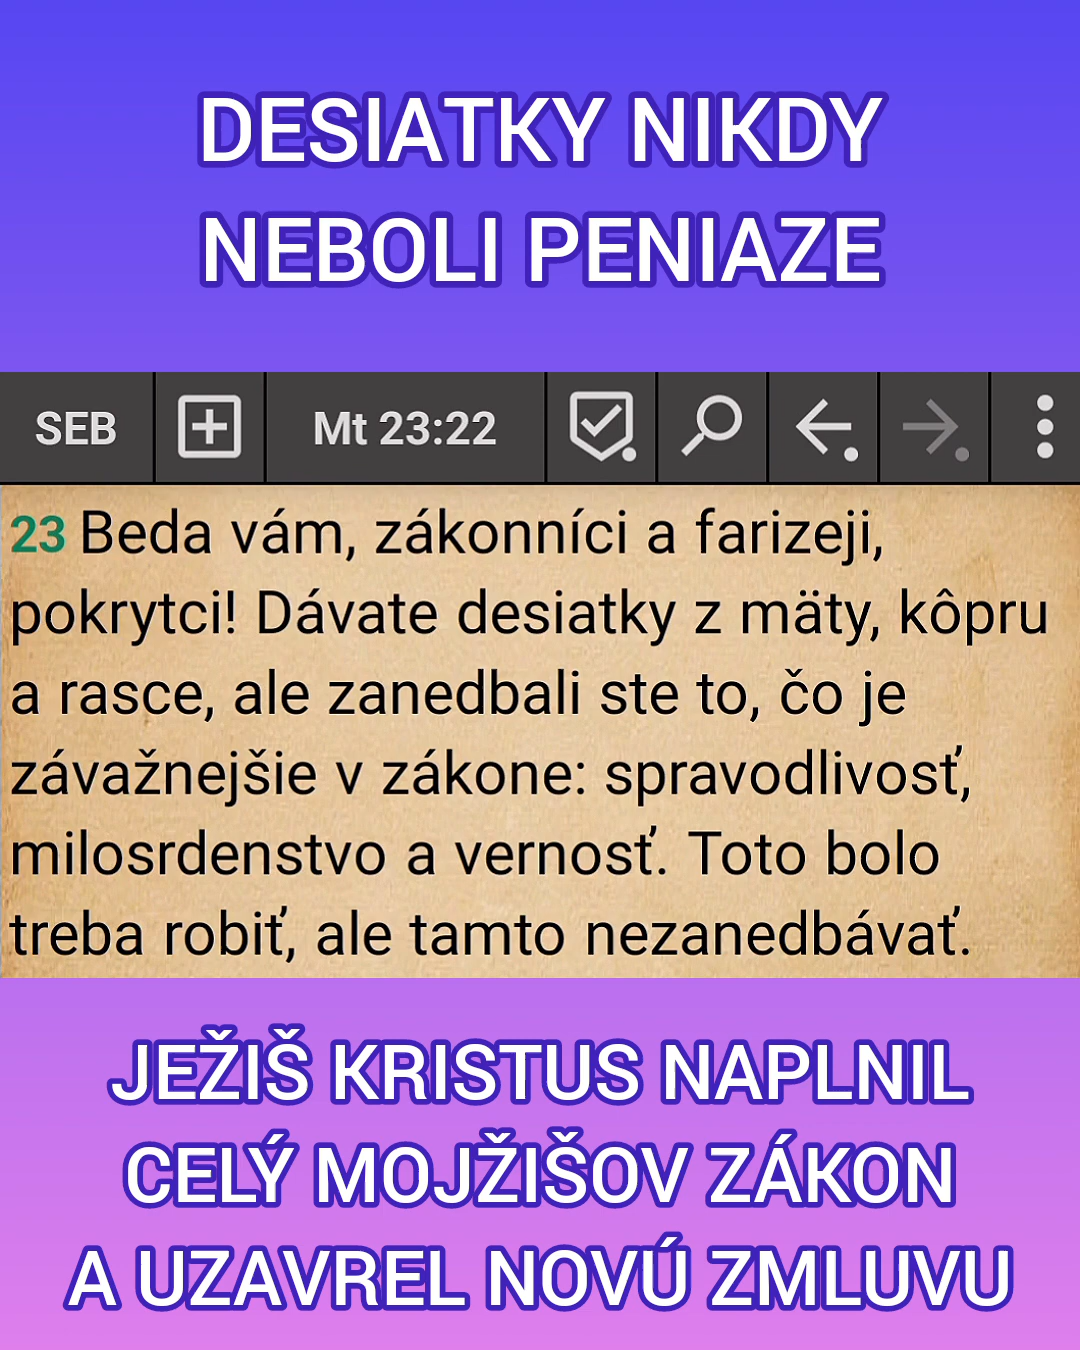 DESIATKY NIKDY
NEBOLI PENIAZE
SEB Mt 23:22
23 Beda vám, zákonníci a farizeji,
pokrytci! Dávate desiatky z mäty, kôpru
a rasce, ale zanedbali ste to, čo je
závažnejšie v zákone: spravodlivosť,
milosrdenstvo a vernosť. Toto bolo
treba robiť, ale tamto nezanedbávať.
JEŽIŠ KRISTUS NAPLNIL
CELÝ MOJŽIŠOV ZÁKON
A UZAVREL NOVÚ ZMLUVU